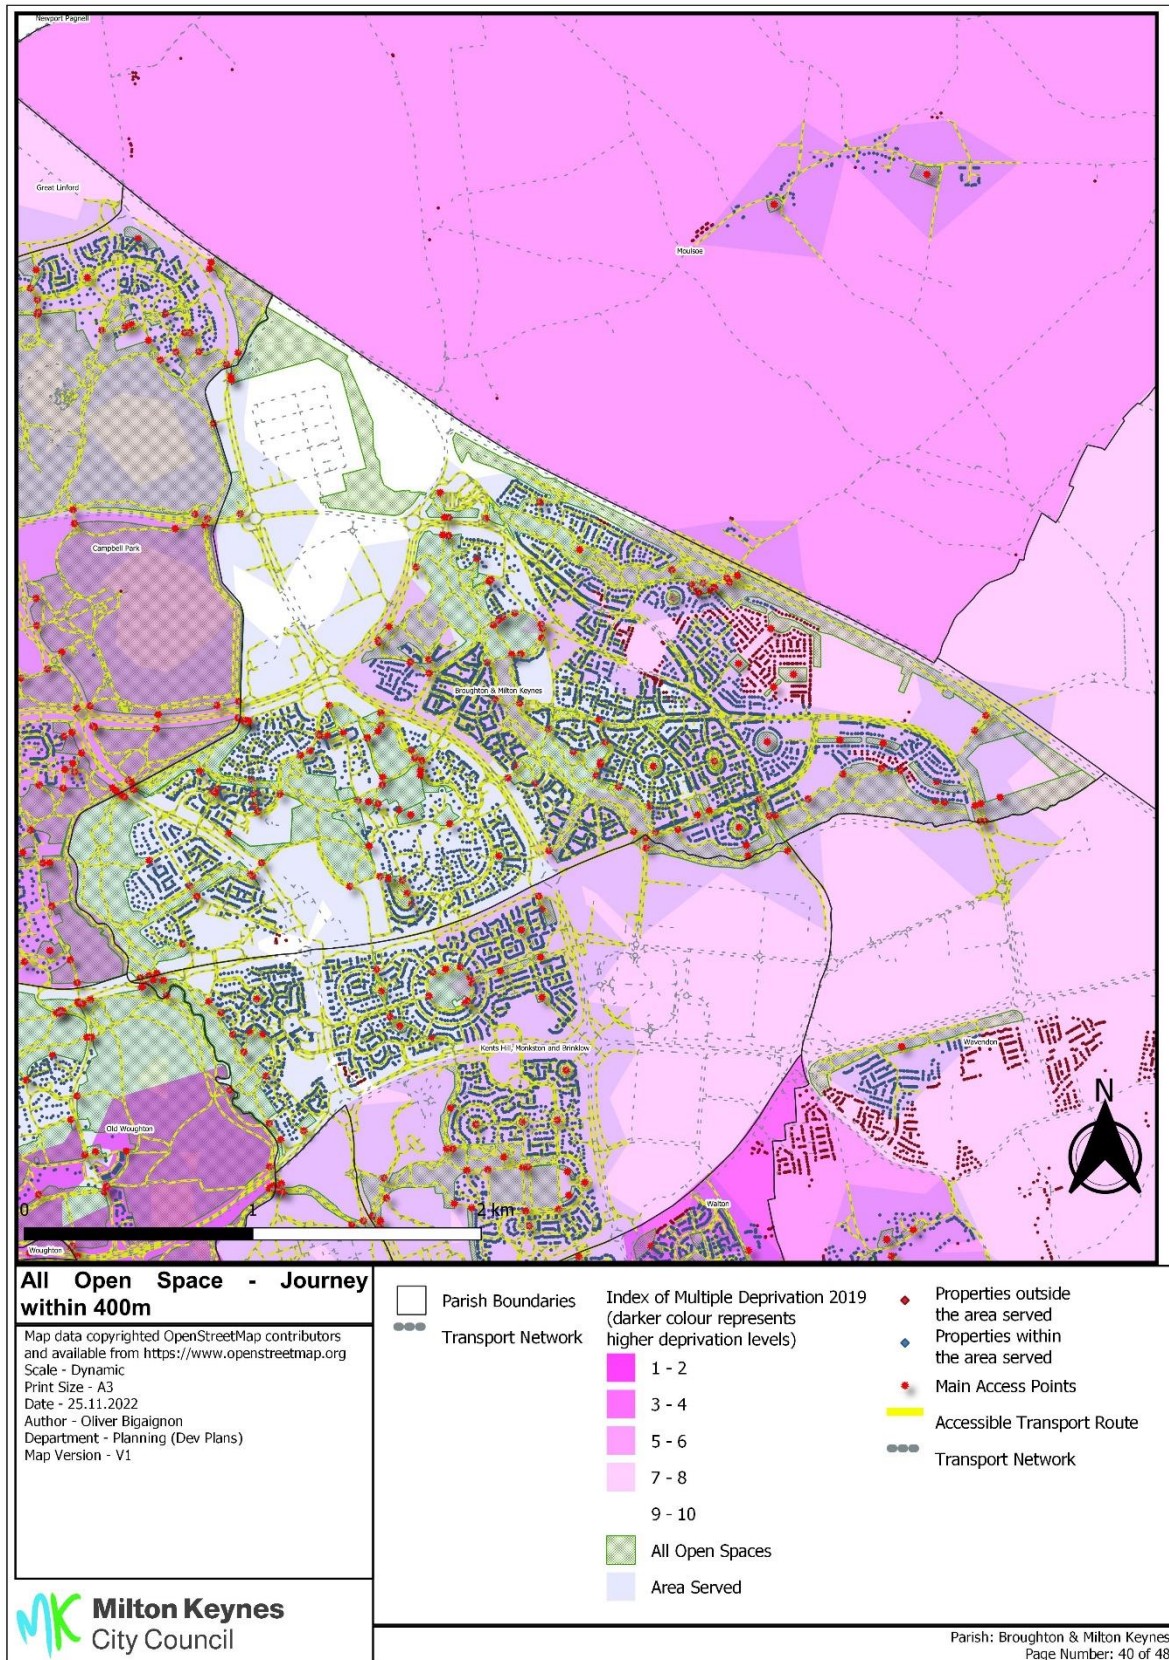 Newport Pagnell
Great Linford
Moulsoe
Campbell Park
Broughton & Milton Keynes
Kents Hill, Monkston and Brinklow
Wavendon
Old Woughton
Walton
Woughton
N
0 1 2 km
All Open Space - Journey
within 400m
Map data copyrighted OpenStreetMap contributors
and available from https://www.openstreetmap.org
Scale - Dynamic
Print Size - A3
Date - 25.11.2022
Author - Oliver Bigaignon
Department - Planning (Dev Plans)
Map Version - V1
MK Milton Keynes
City Council
Parish Boundaries
Transport Network
Index of Multiple Deprivation 2019
(darker colour represents
higher deprivation levels)
1 - 2
3 - 4
5 - 6
7 - 8
9 - 10
All Open Spaces
Area Served
Properties outside
the area served
Properties within
the area served
Main Access Points
Accessible Transport Route
Transport Network
Parish: Broughton & Milton Keynes
Page Number: 40 of 48